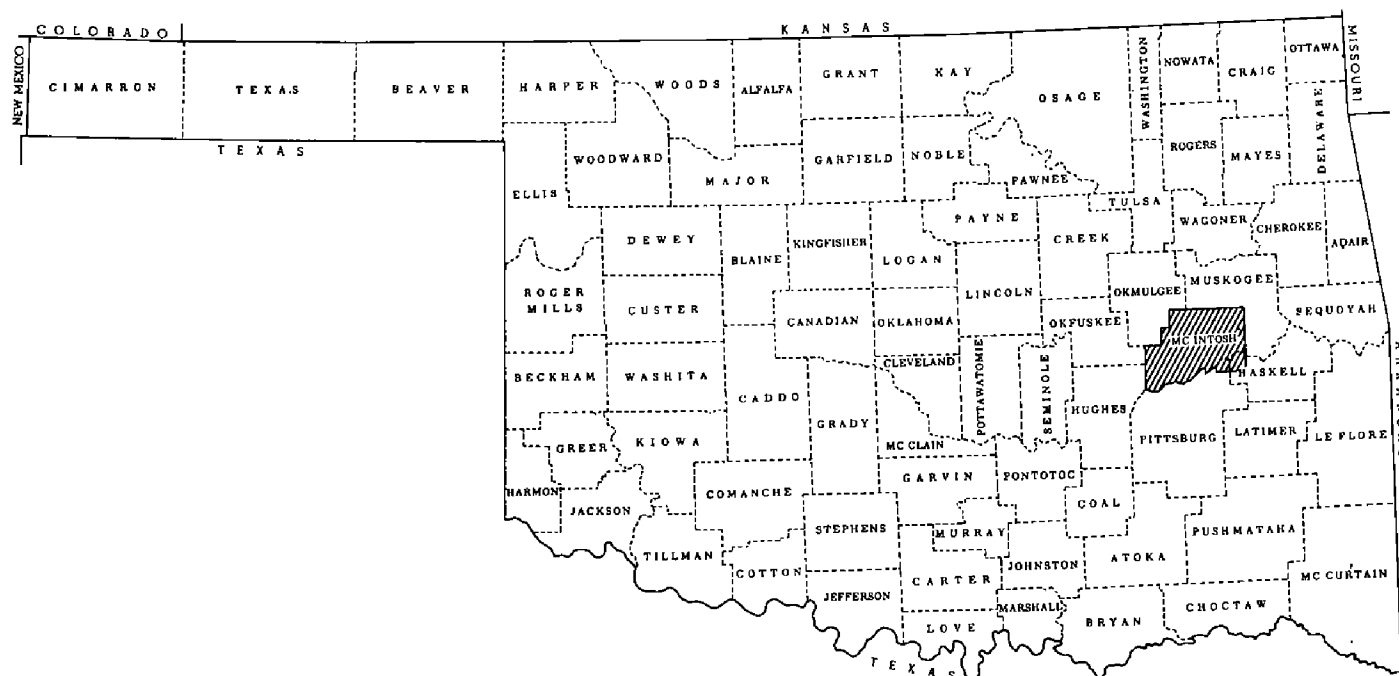 COLORADO
KANSAS
NEW MEXICO
MISSOURI
CIMARRON
TEXAS
BEAVER
HARPER
WOODS
ALFALFA
GRANT
KAY
OSAGE
WASHINGTON
NOWATA
CRAIG
OTTAWA
DELAWARE
TEXAS
ELLIS
WOODWARD
MAJOR
GARFIELD
NOBLE
PAWNEE
ROGERS
MAYES
TULSA
PAYNE
CREEK
WAGONER
CHEROKEE
ADAIR
DEWEY
BLAINE
KINGFISHER
LOGAN
LINCOLN
OKMULGEE
MUSKOGEE
SEQUOYAH
ROGER
MILLS
CUSTER
CANADIAN
OKLAHOMA
OKFUSKEE
MC INTOSH
HASKELL
BECKHAM
WASHITA
CADDO
GRADY
CLEVELAND
POTTAWATOMIE
SEMINOLE
HUGHES
PITTSBURG
LATIMER
LE FLORE
GREER
KIOWA
MC CLAIN
HARMON
JACKSON
COMANCHE
GARVIN
PONTOTOC
COAL
STEPHENS
MURRAY
JOHNSTON
ATOKA
PUSHMATAHA
TILLMAN
COTTON
JEFFERSON
CARTER
MARSHALL
BRYAN
CHOCTAW
MC CURTAIN
LOVE
TEXAS